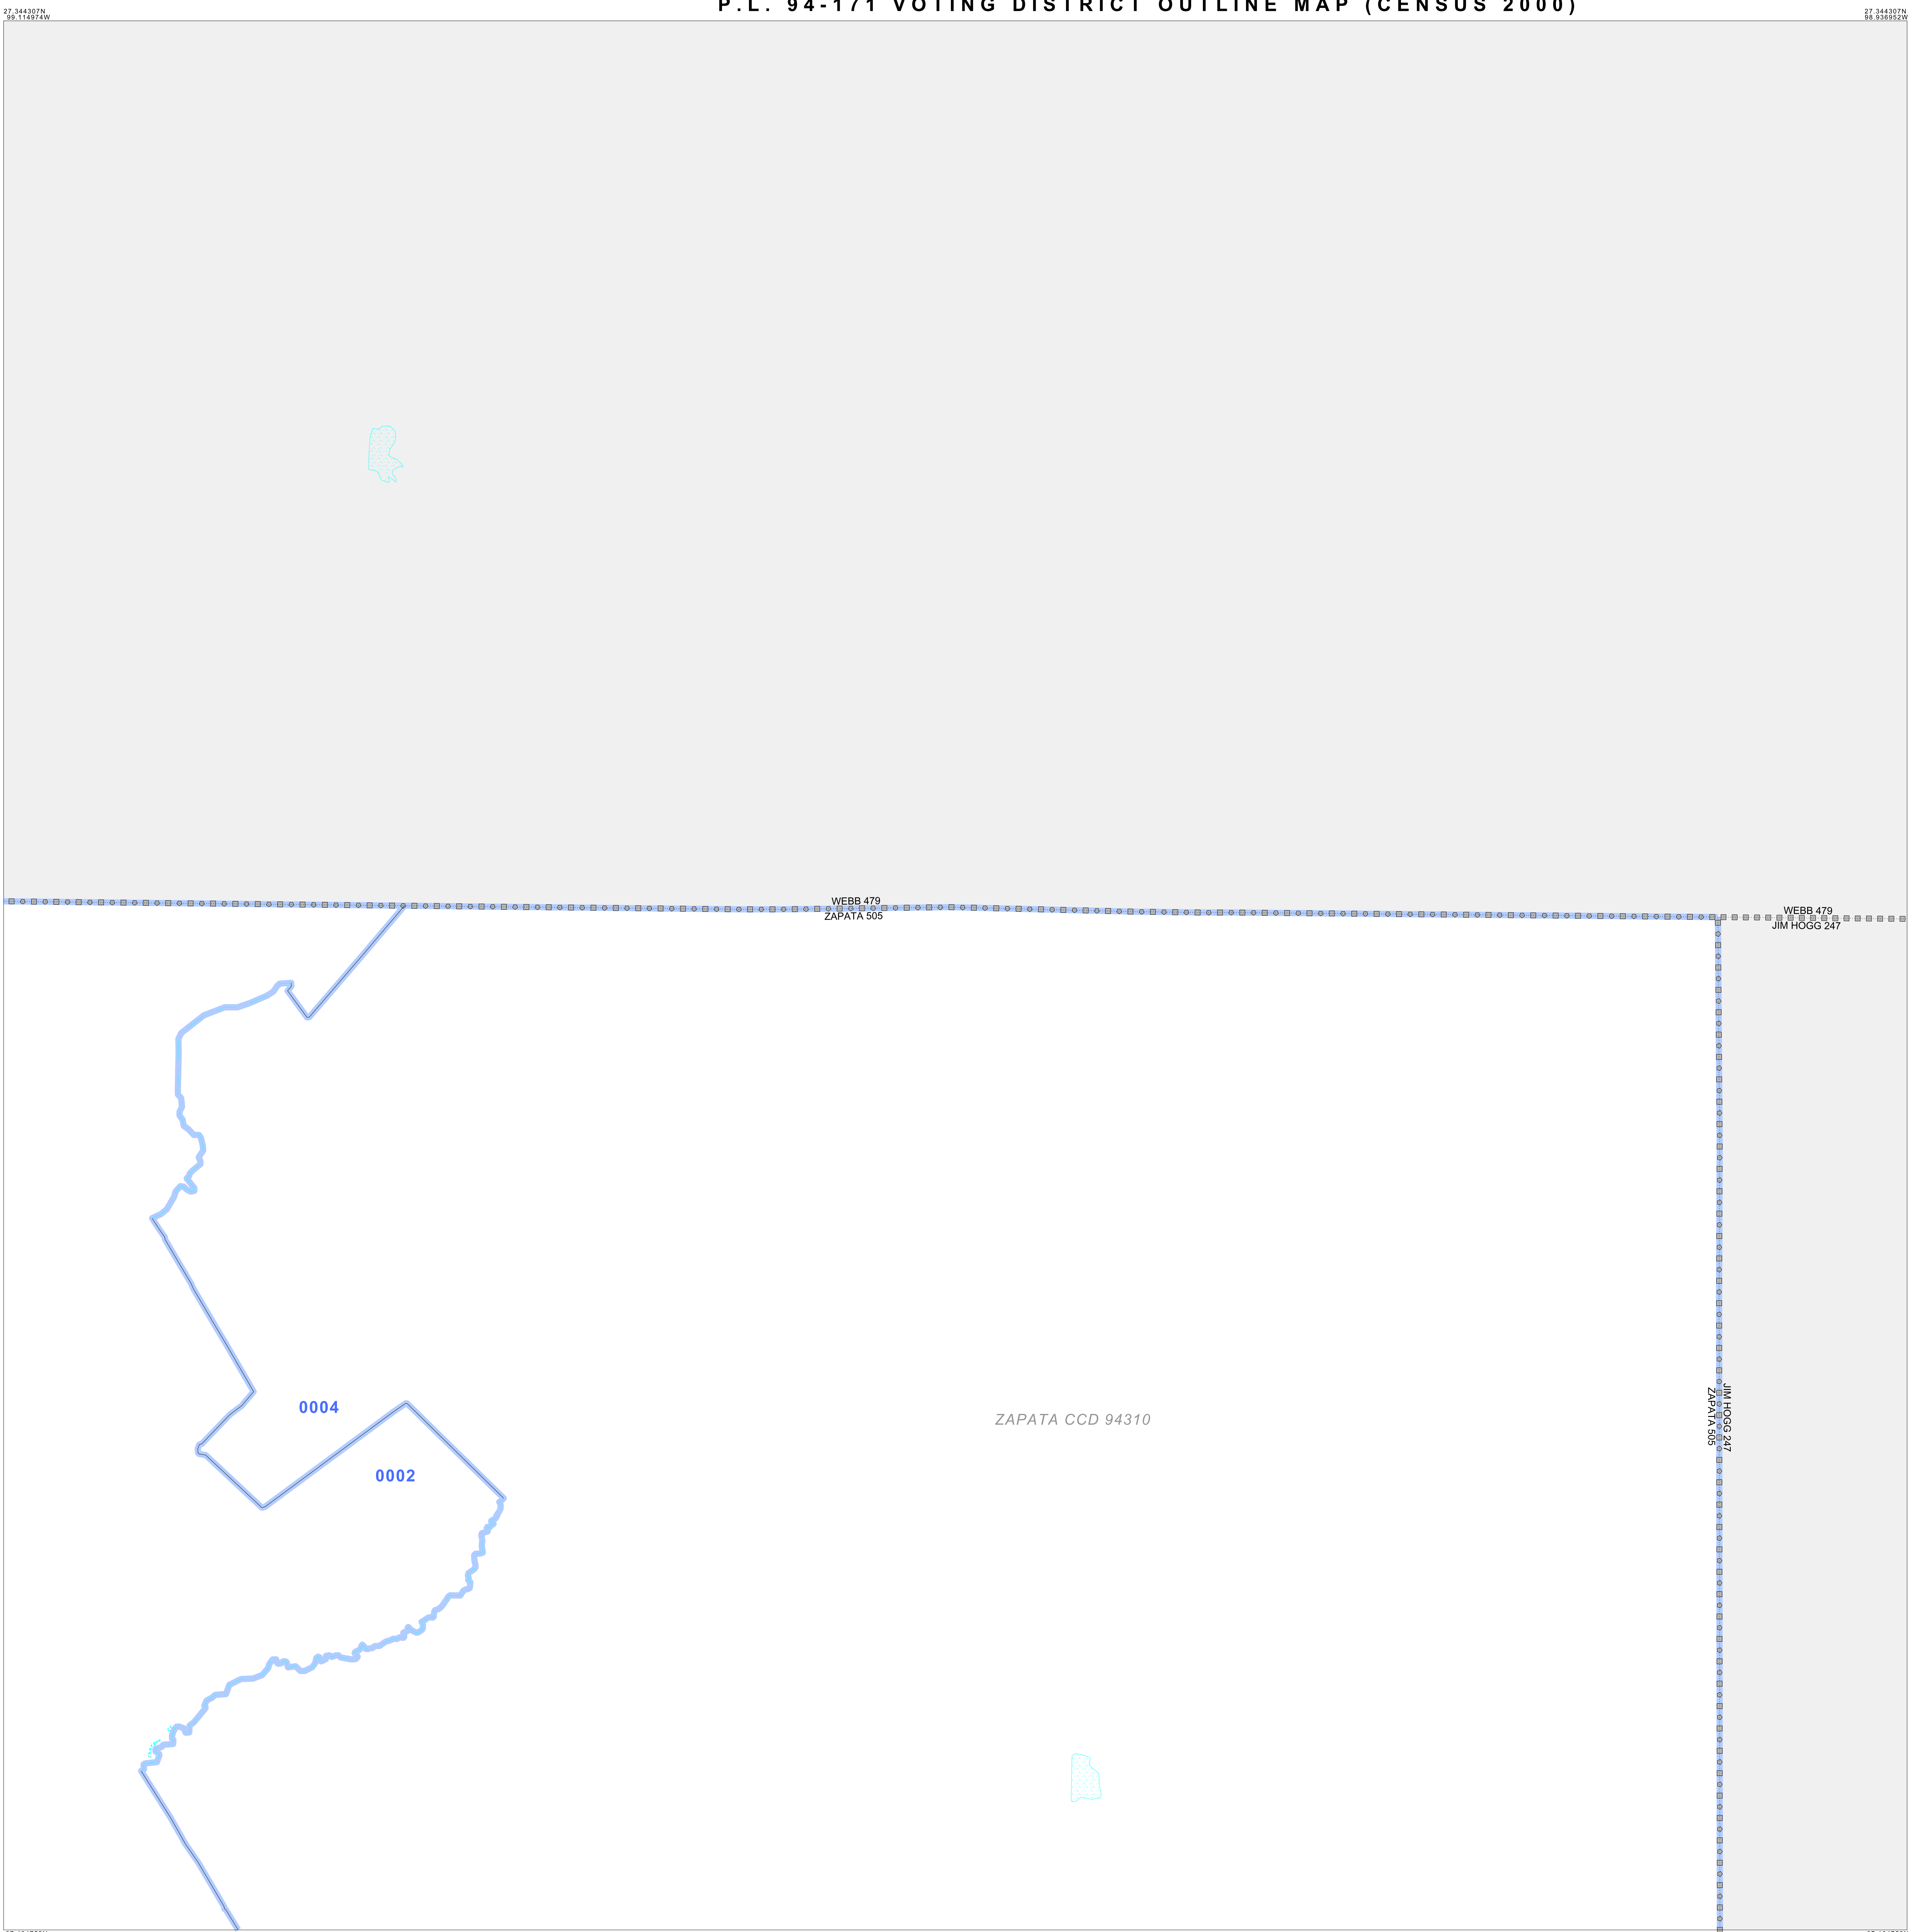 P.L. 94-171 VOTING DISTRICT OUTLINE MAP (CENSUS 2000)
27.344307N
99.114974W
27.344307N
98.936952W
WEBB 479
ZAPATA 505
WEBB 479
JIM HOGG 247
JIM HOGG 247
ZAPATA 505
0004
ZAPATA CCD 94310
0002